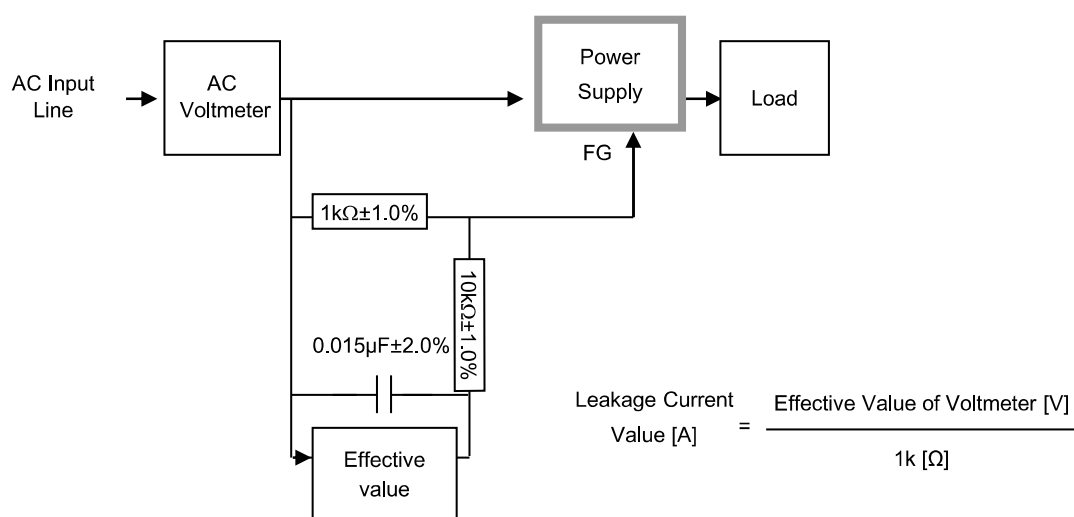 AC Input
Line
AC
Voltmeter
Power
Supply
Load
FG
1kΩ±1.0%
10kΩ±1.0%
0.015µF±2.0%
Effective
value
Leakage Current
Value [A]
=
Effective Value of Voltmeter [V]
1k [Ω]